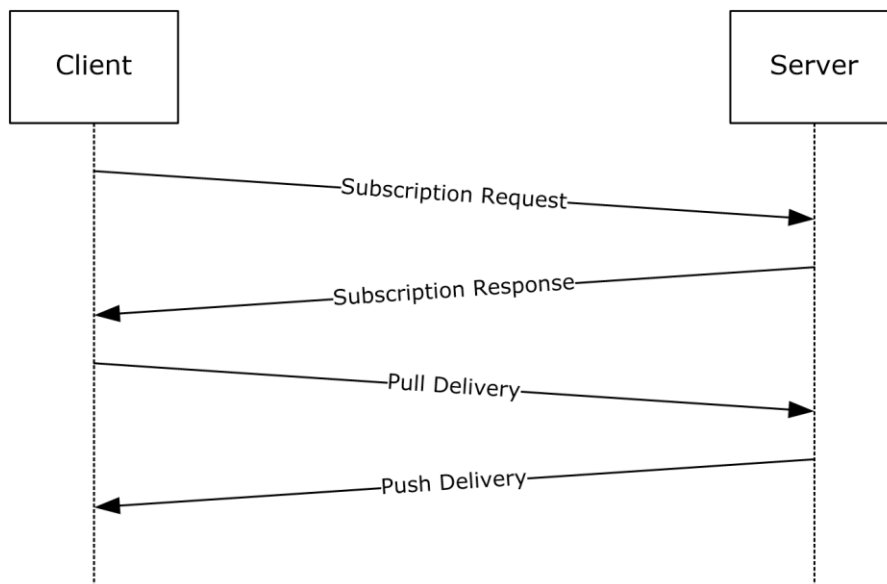 Client
Server
Subscription Request
Subscription Response
Pull Delivery
Push Delivery